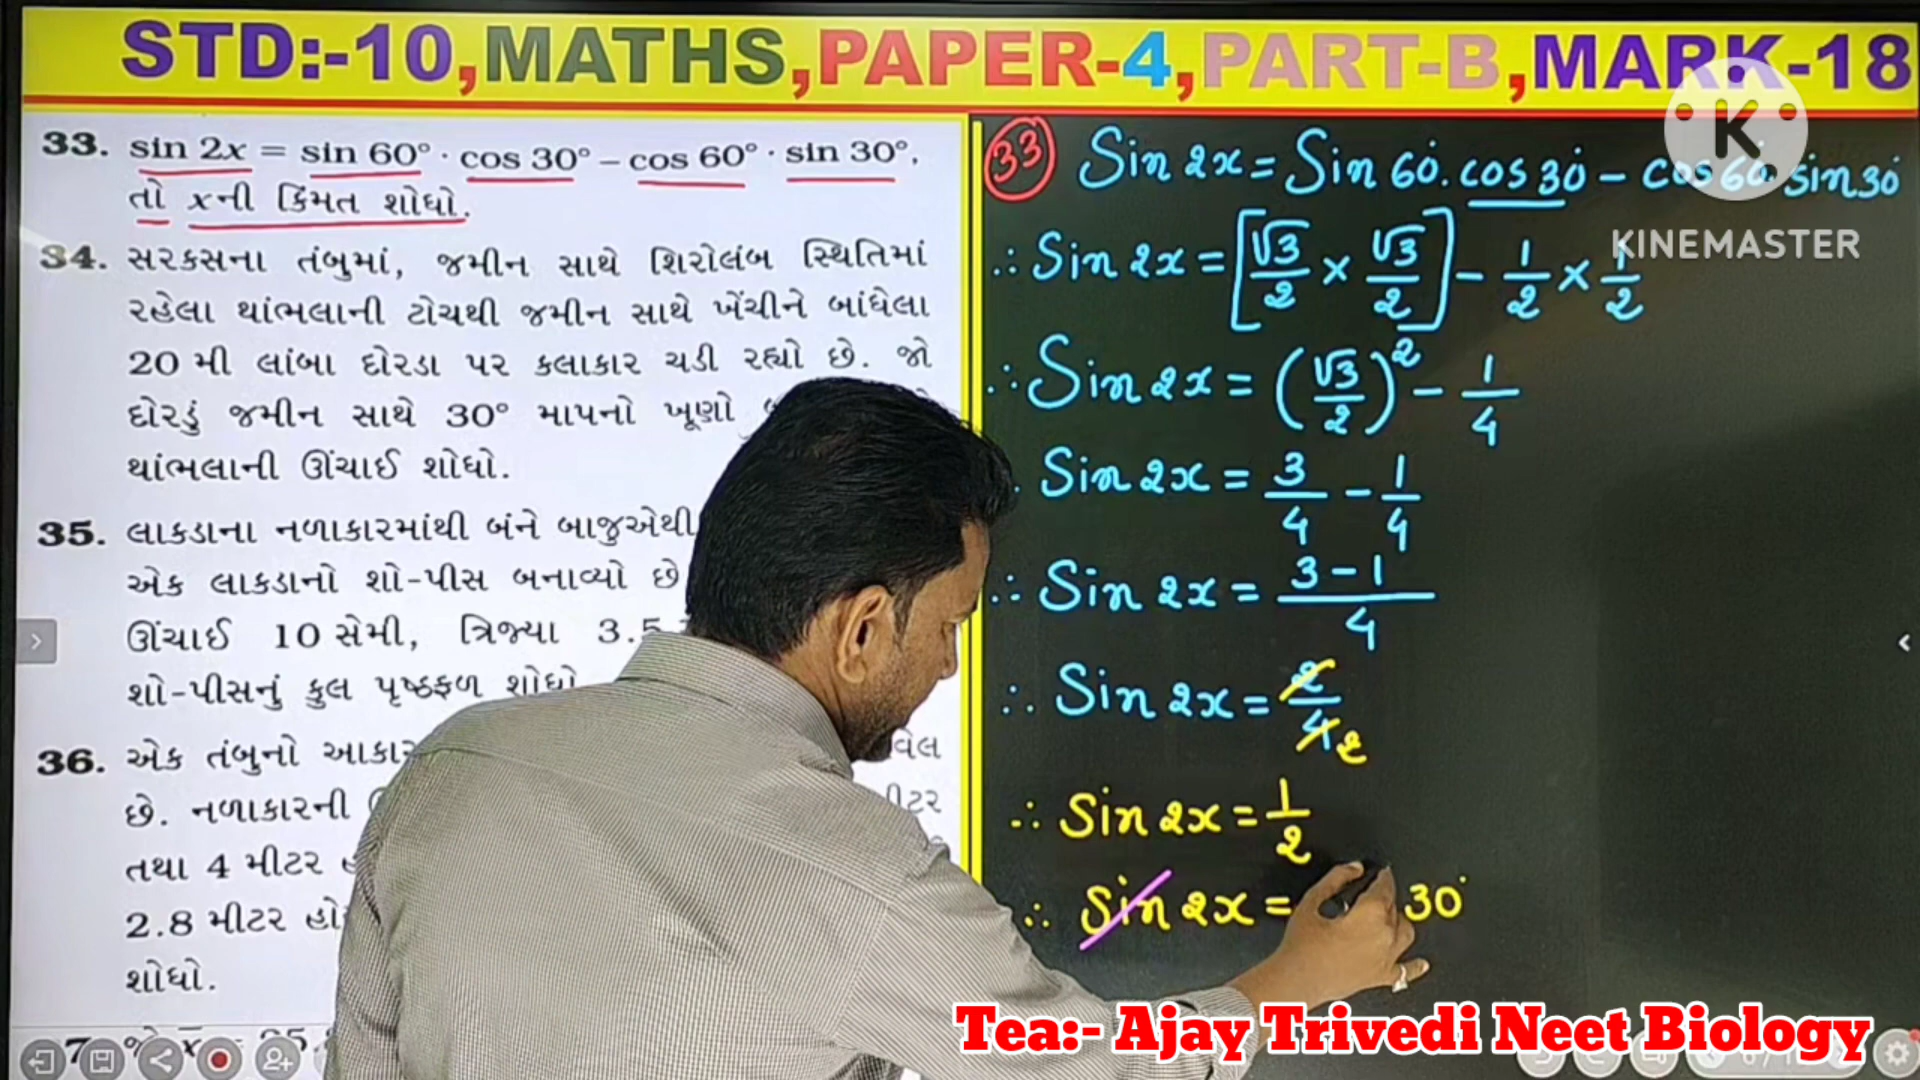 STD:-10,MATHS,PAPER-4,PART-B,MARK-18
33. sin 2x = sin 60° · cos 30° – cos 60° · sin 30°,
તો xની કિંમત શોધો.
34. સરકસના તંબુમાં, જમીન સાથે શિરોલંબ સ્થિતિમાં
રહેલા થાંભલાની ટોચથી જમીન સાથે ખેંચીને બાંધેલા
20 મી લાંબા દોરડા પર કલાકાર ચડી રહ્યો છે. જો
દોરડું જમીન સાથે 30° માપનો ખૂણો
થાંભલાની ઊંચાઈ શોધો.
35. લાકડાના નળાકારમાંથી બંને બાજુએથી
એક લાકડાનો શો-પીસ બનાવ્યો છે
ઊંચાઈ 10 સેમી, ત્રિજ્યા 3.5
શો-પીસનું કુલ પૃષ્ઠફળ શોધો
36. એક તંબુનો આકાર
છે. નળાકારની
તથા 4 મીટર
2.8 મીટર
શોધો.
33 Sin 2x = Sin 60°. cos 30° – cos 60°. sin 30°
∴ Sin 2x = [√3/2 × √3/2] – 1/2 × 1/2
∴ Sin 2x = (√3/2)² – 1/4
Sin 2x = 3/4 – 1/4
∴ Sin 2x = 3 – 1/4
∴ Sin 2x = 2/4 2
∴ Sin 2x = 1/2
∴ Sin 2x = 30°
K
KINEMASTER
Tea:- Ajay Trivedi Neet Biology